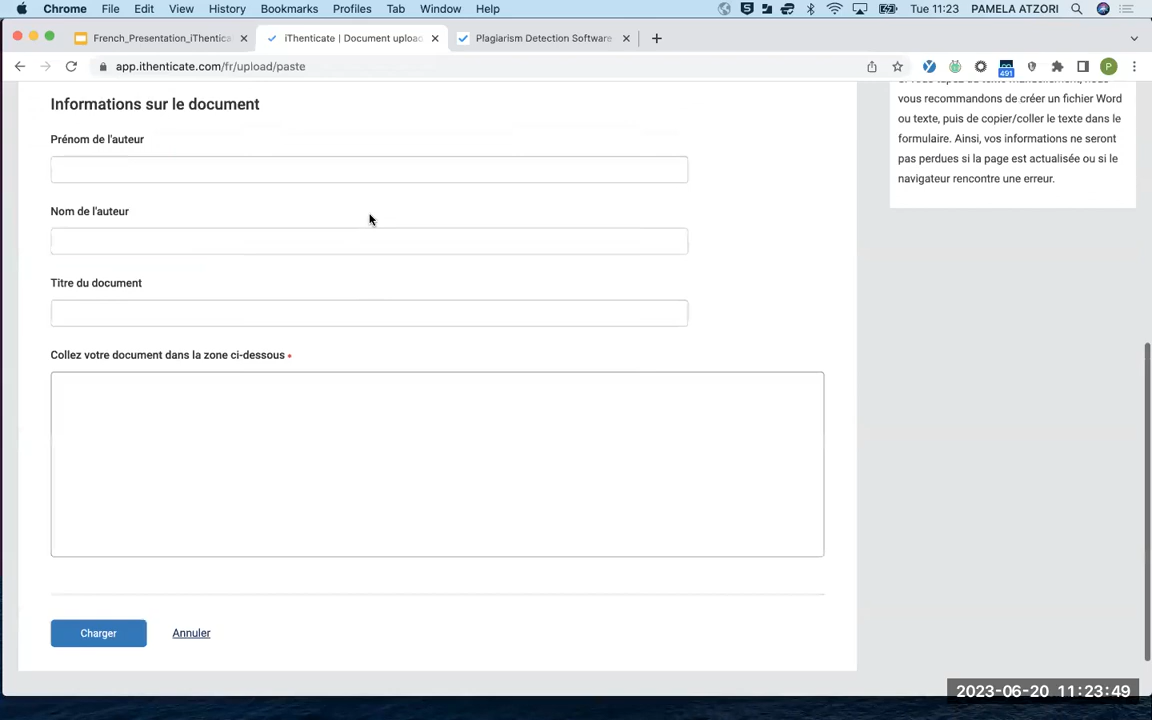 Chrome File Edit View History Bookmarks Profiles Tab Window Help Tue 11:23 PAMELA ATZORI
French_Presentation_iThentica
iThenticate | Document upload
Plagiarism Detection Software
app.ithenticate.com/fr/upload/paste
491
P
Informations sur le document
Prénom de l'auteur
Nom de l'auteur
Titre du document
Collez votre document dans la zone ci-dessous •
Charger
Annuler
vous recommandons de créer un fichier Word
ou texte, puis de copier/coller le texte dans le
formulaire. Ainsi, vos informations ne seront
pas perdues si la page est actualisée ou si le
navigateur rencontre une erreur.
2023-06-20 11:23:49